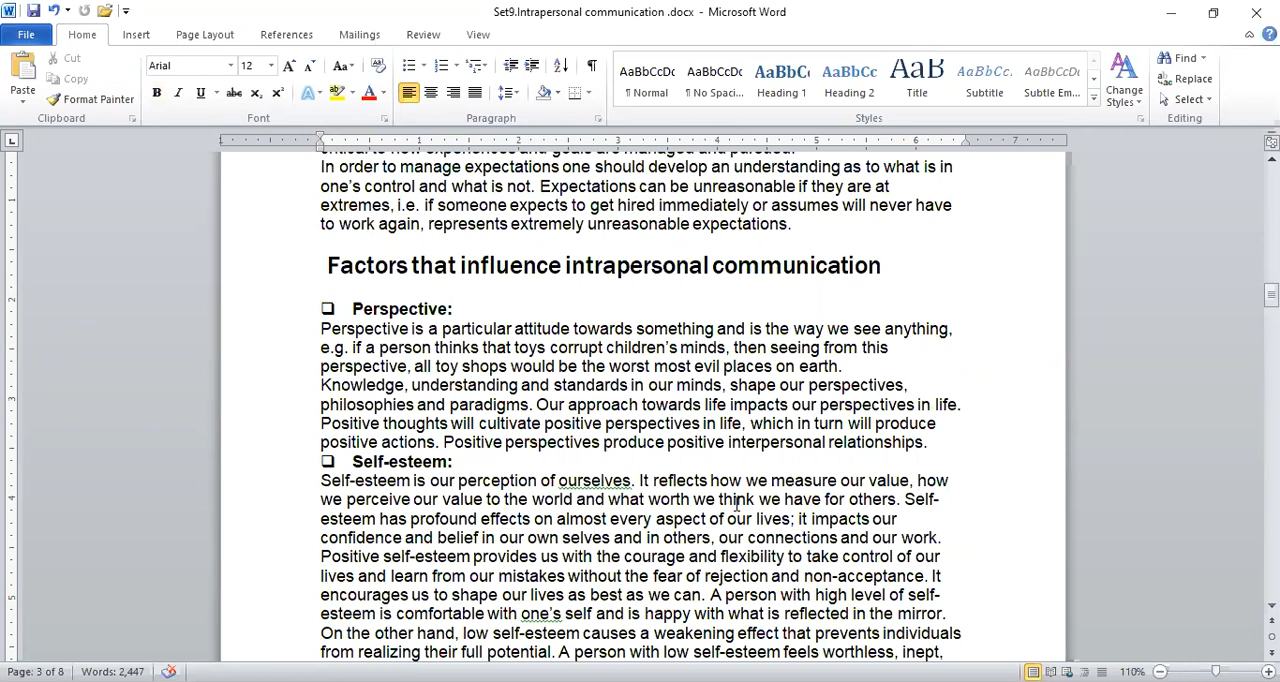 Set9.Intrapersonal communication .docx - Microsoft Word
File Home Insert Page Layout References Mailings Review View
Cut
Copy
Paste
Format Painter
Clipboard
Arial 12
Font
Paragraph
AaBbCcDc AaBbCcDc AaBbC AaBbCc AaB AaBbCc. AaBbCcDc
¶ Normal ¶ No Spaci... Heading 1 Heading 2 Title Subtitle Subtle Em...
Styles
Change
Styles
Find
Replace
Select
Editing
In order to manage expectations one should develop an understanding as to what is in
one's control and what is not. Expectations can be unreasonable if they are at
extremes, i.e. if someone expects to get hired immediately or assumes will never have
to work again, represents extremely unreasonable expectations.
Factors that influence intrapersonal communication
❑ Perspective:
Perspective is a particular attitude towards something and is the way we see anything,
e.g. if a person thinks that toys corrupt children's minds, then seeing from this
perspective, all toy shops would be the worst most evil places on earth.
Knowledge, understanding and standards in our minds, shape our perspectives,
philosophies and paradigms. Our approach towards life impacts our perspectives in life.
Positive thoughts will cultivate positive perspectives in life, which in turn will produce
positive actions. Positive perspectives produce positive interpersonal relationships.
❑ Self-esteem:
Self-esteem is our perception of ourselves. It reflects how we measure our value, how
we perceive our value to the world and what worth we think we have for others. Self-
esteem has profound effects on almost every aspect of our lives; it impacts our
confidence and belief in our own selves and in others, our connections and our work.
Positive self-esteem provides us with the courage and flexibility to take control of our
lives and learn from our mistakes without the fear of rejection and non-acceptance. It
encourages us to shape our lives as best as we can. A person with high level of self-
esteem is comfortable with one's self and is happy with what is reflected in the mirror.
On the other hand, low self-esteem causes a weakening effect that prevents individuals
from realizing their full potential. A person with low self-esteem feels worthless, inept,
Page: 3 of 8 Words: 2,447 110%